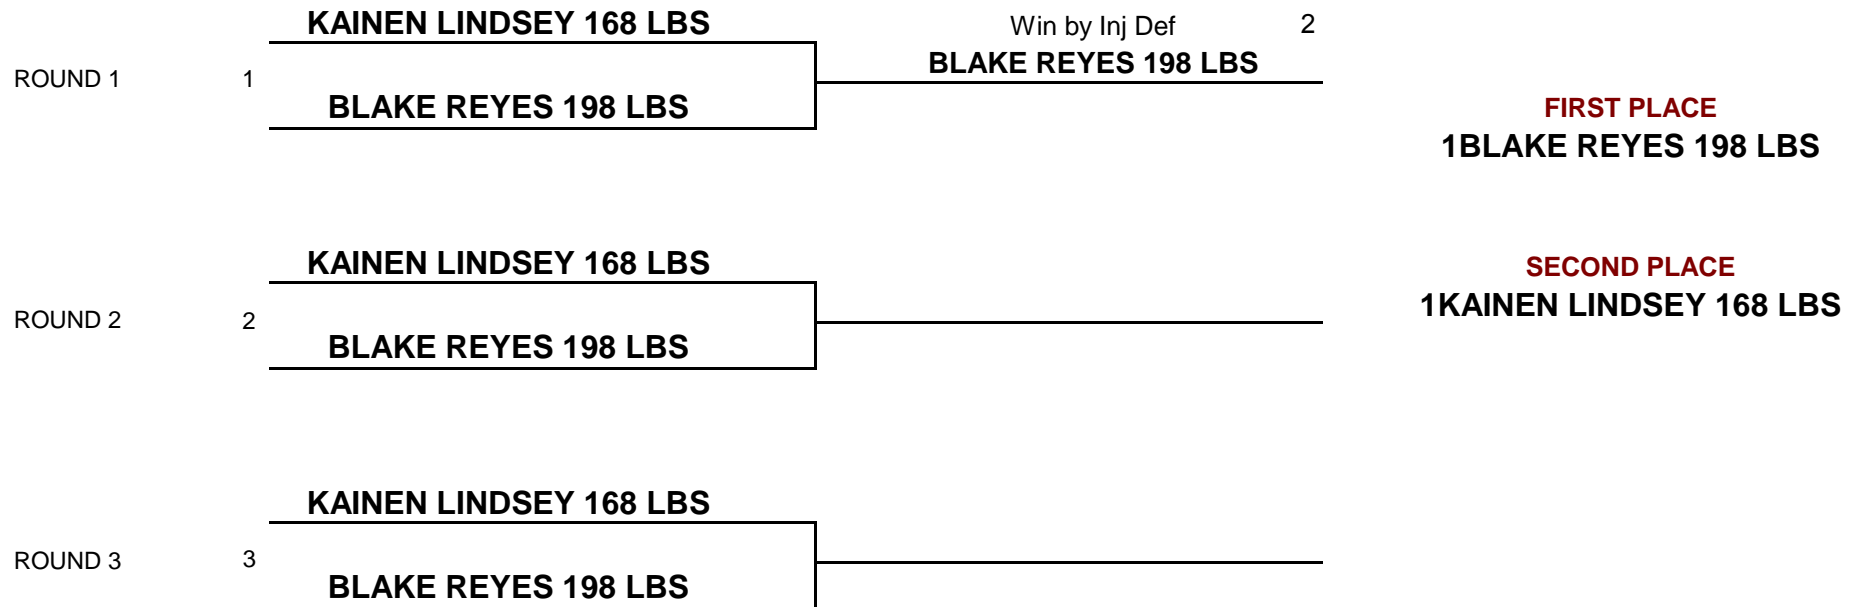 KAINEN LINDSEY 168 LBS
Win by Inj Def 2
BLAKE REYES 198 LBS
ROUND 1 1
BLAKE REYES 198 LBS
FIRST PLACE
1BLAKE REYES 198 LBS
KAINEN LINDSEY 168 LBS
SECOND PLACE
1KAINEN LINDSEY 168 LBS
ROUND 2 2
BLAKE REYES 198 LBS
KAINEN LINDSEY 168 LBS
ROUND 3 3
BLAKE REYES 198 LBS